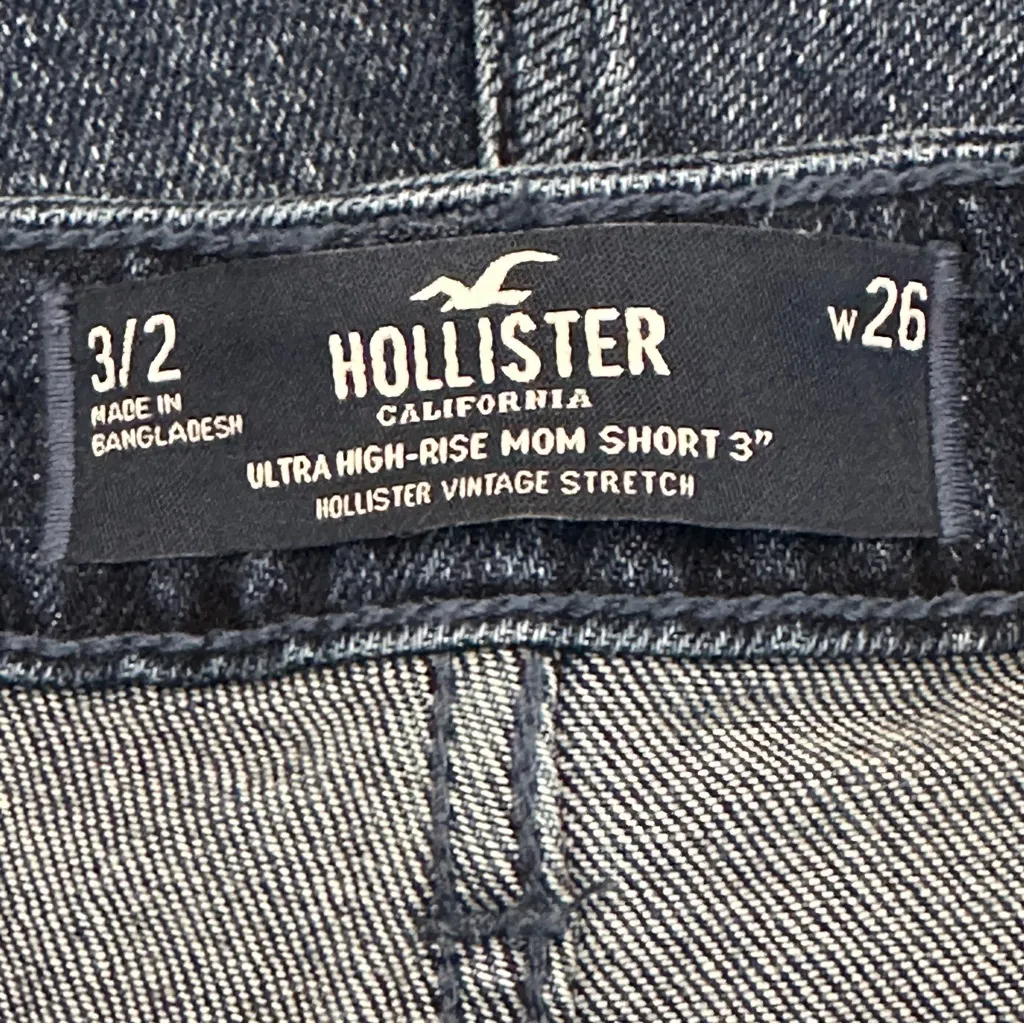 3/2
MADE IN
BANGLADESH
HOLLISTER
CALIFORNIA
ULTRA HIGH-RISE MOM SHORT 3”
HOLLISTER VINTAGE STRETCH
W26